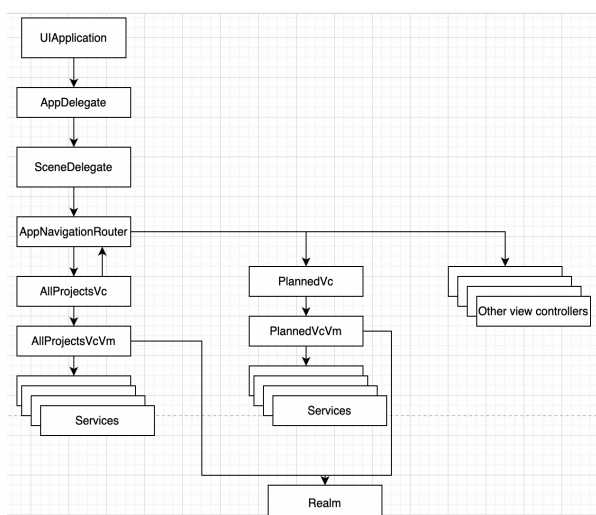 UIApplication
AppDelegate
SceneDelegate
AppNavigationRouter
AllProjectsVc
PlannedVc
Other view controllers
AllProjectsVcVm
PlannedVcVm
Services
Services
Realm